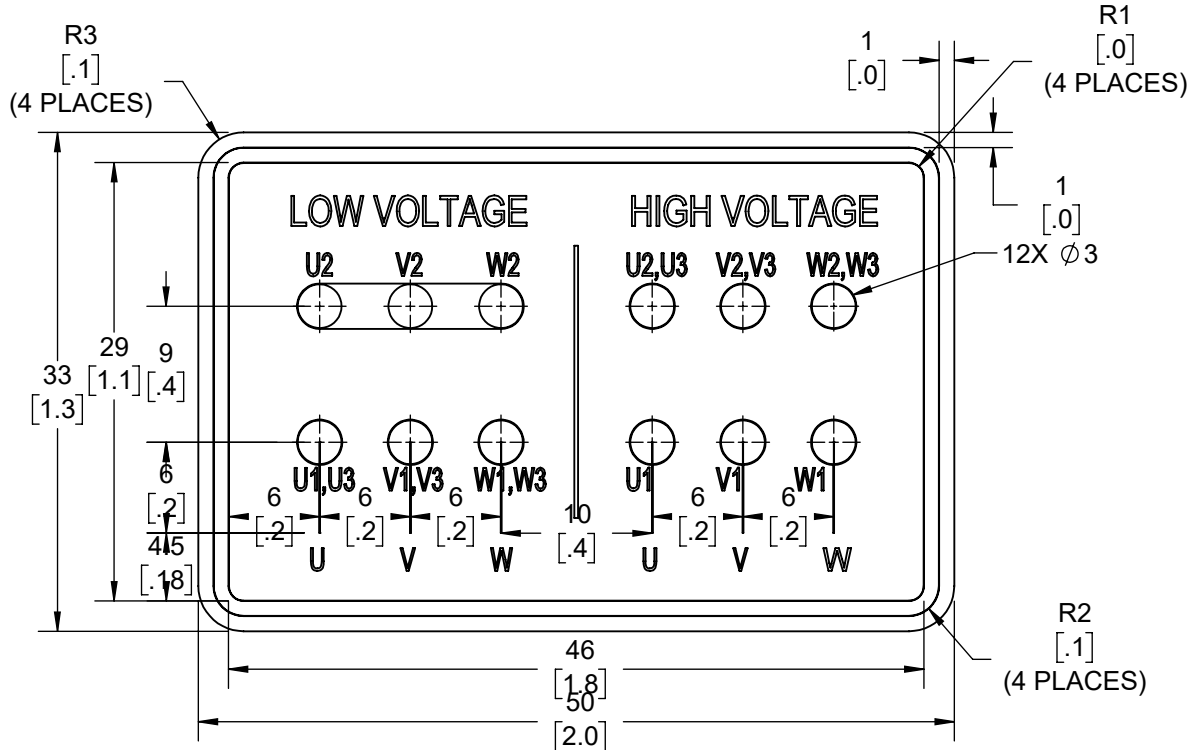 R3
[.1]
(4 PLACES)
1
[.0]
R1
[.0]
(4 PLACES)
1
[.0]
12X ∅3
LOW VOLTAGE
HIGH VOLTAGE
U2 V2 W2
U2,U3 V2,V3 W2,W3
33
[1.3]
29
[1.1]
9
[.4]
U1,U3 V1,V3 W1,W3
U1 V1 W1
6
[.2]
6
[.2]
6
[.2]
6
[.2]
10
[.4]
6
[.2]
6
[.2]
4.5
[.18]
U V W
U V W
R2
[.1]
(4 PLACES)
46
[1.8]
50
[2.0]